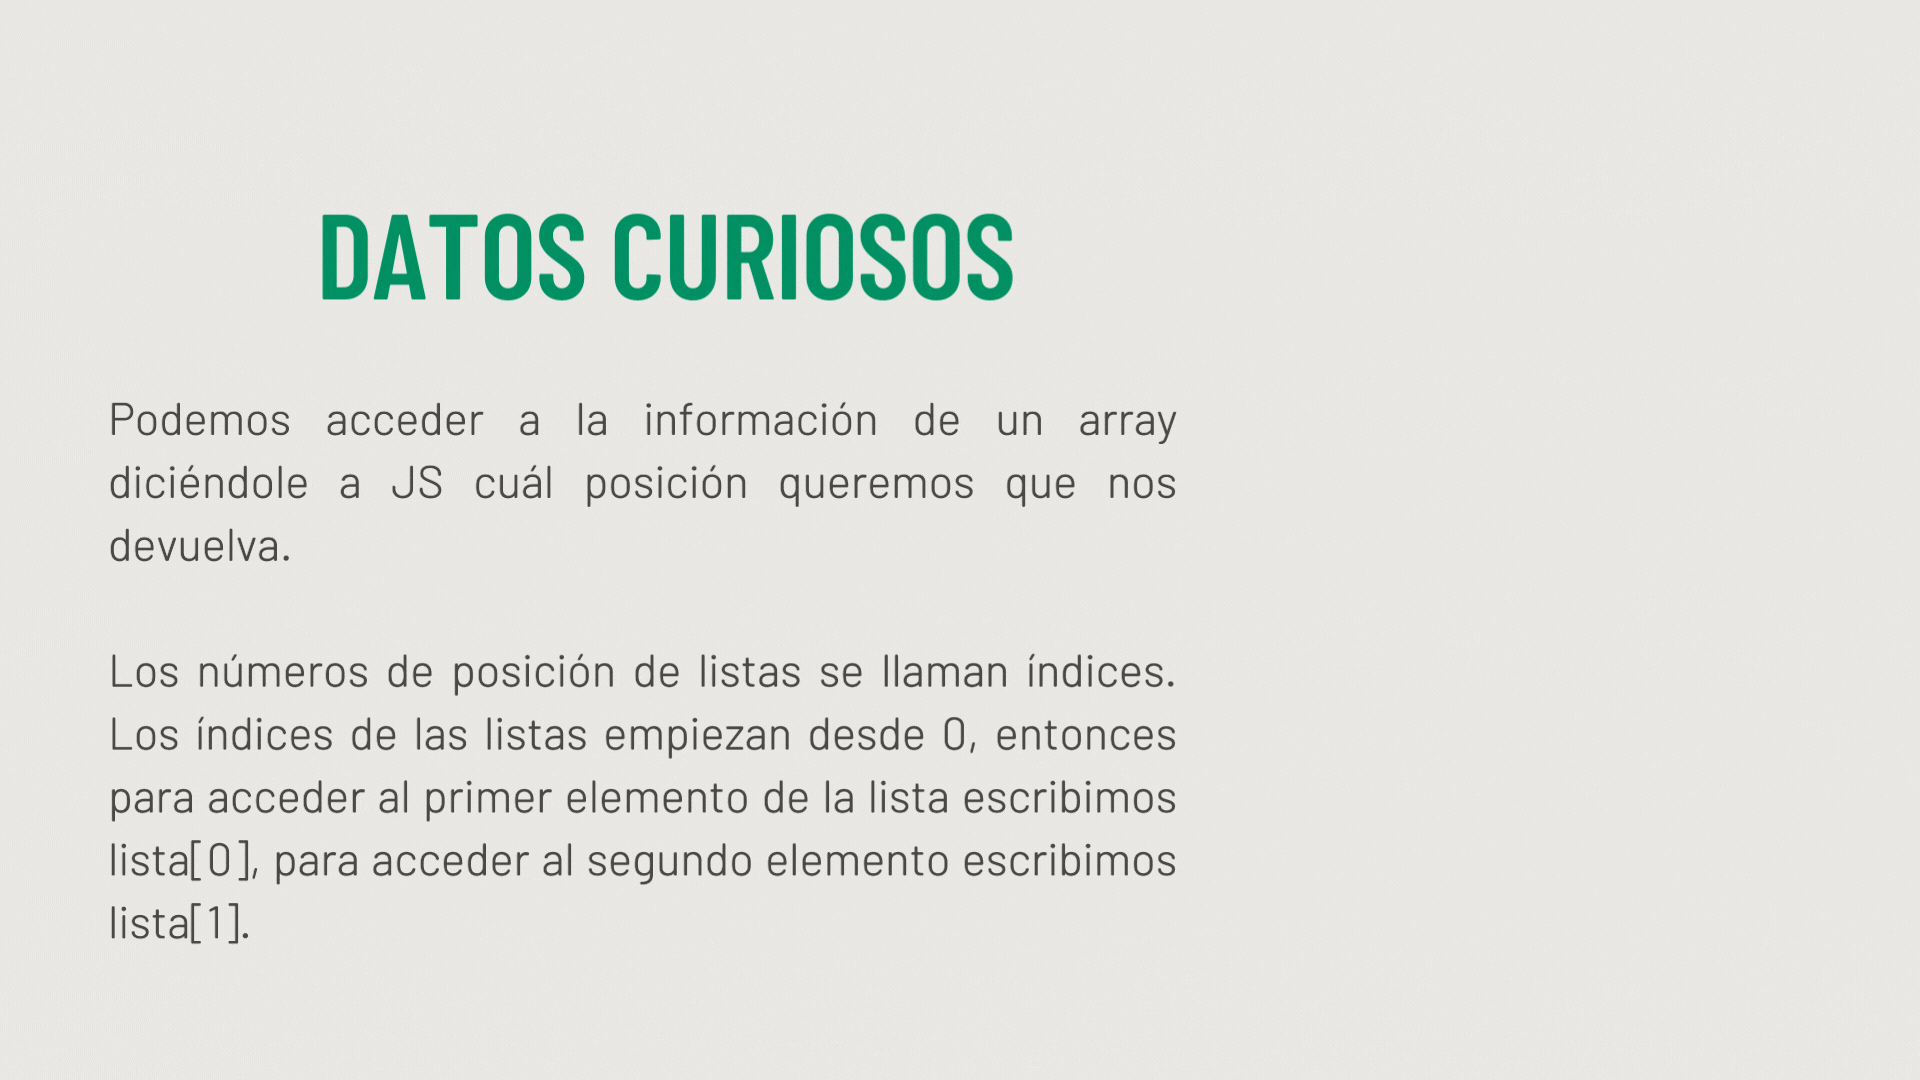 DATOS CURIOSOS
Podemos acceder a la información de un array
diciéndole a JS cuál posición queremos que nos
devuelva.
Los números de posición de listas se llaman índices.
Los índices de las listas empiezan desde 0, entonces
para acceder al primer elemento de la lista escribimos
lista[0], para acceder al segundo elemento escribimos
lista[1].